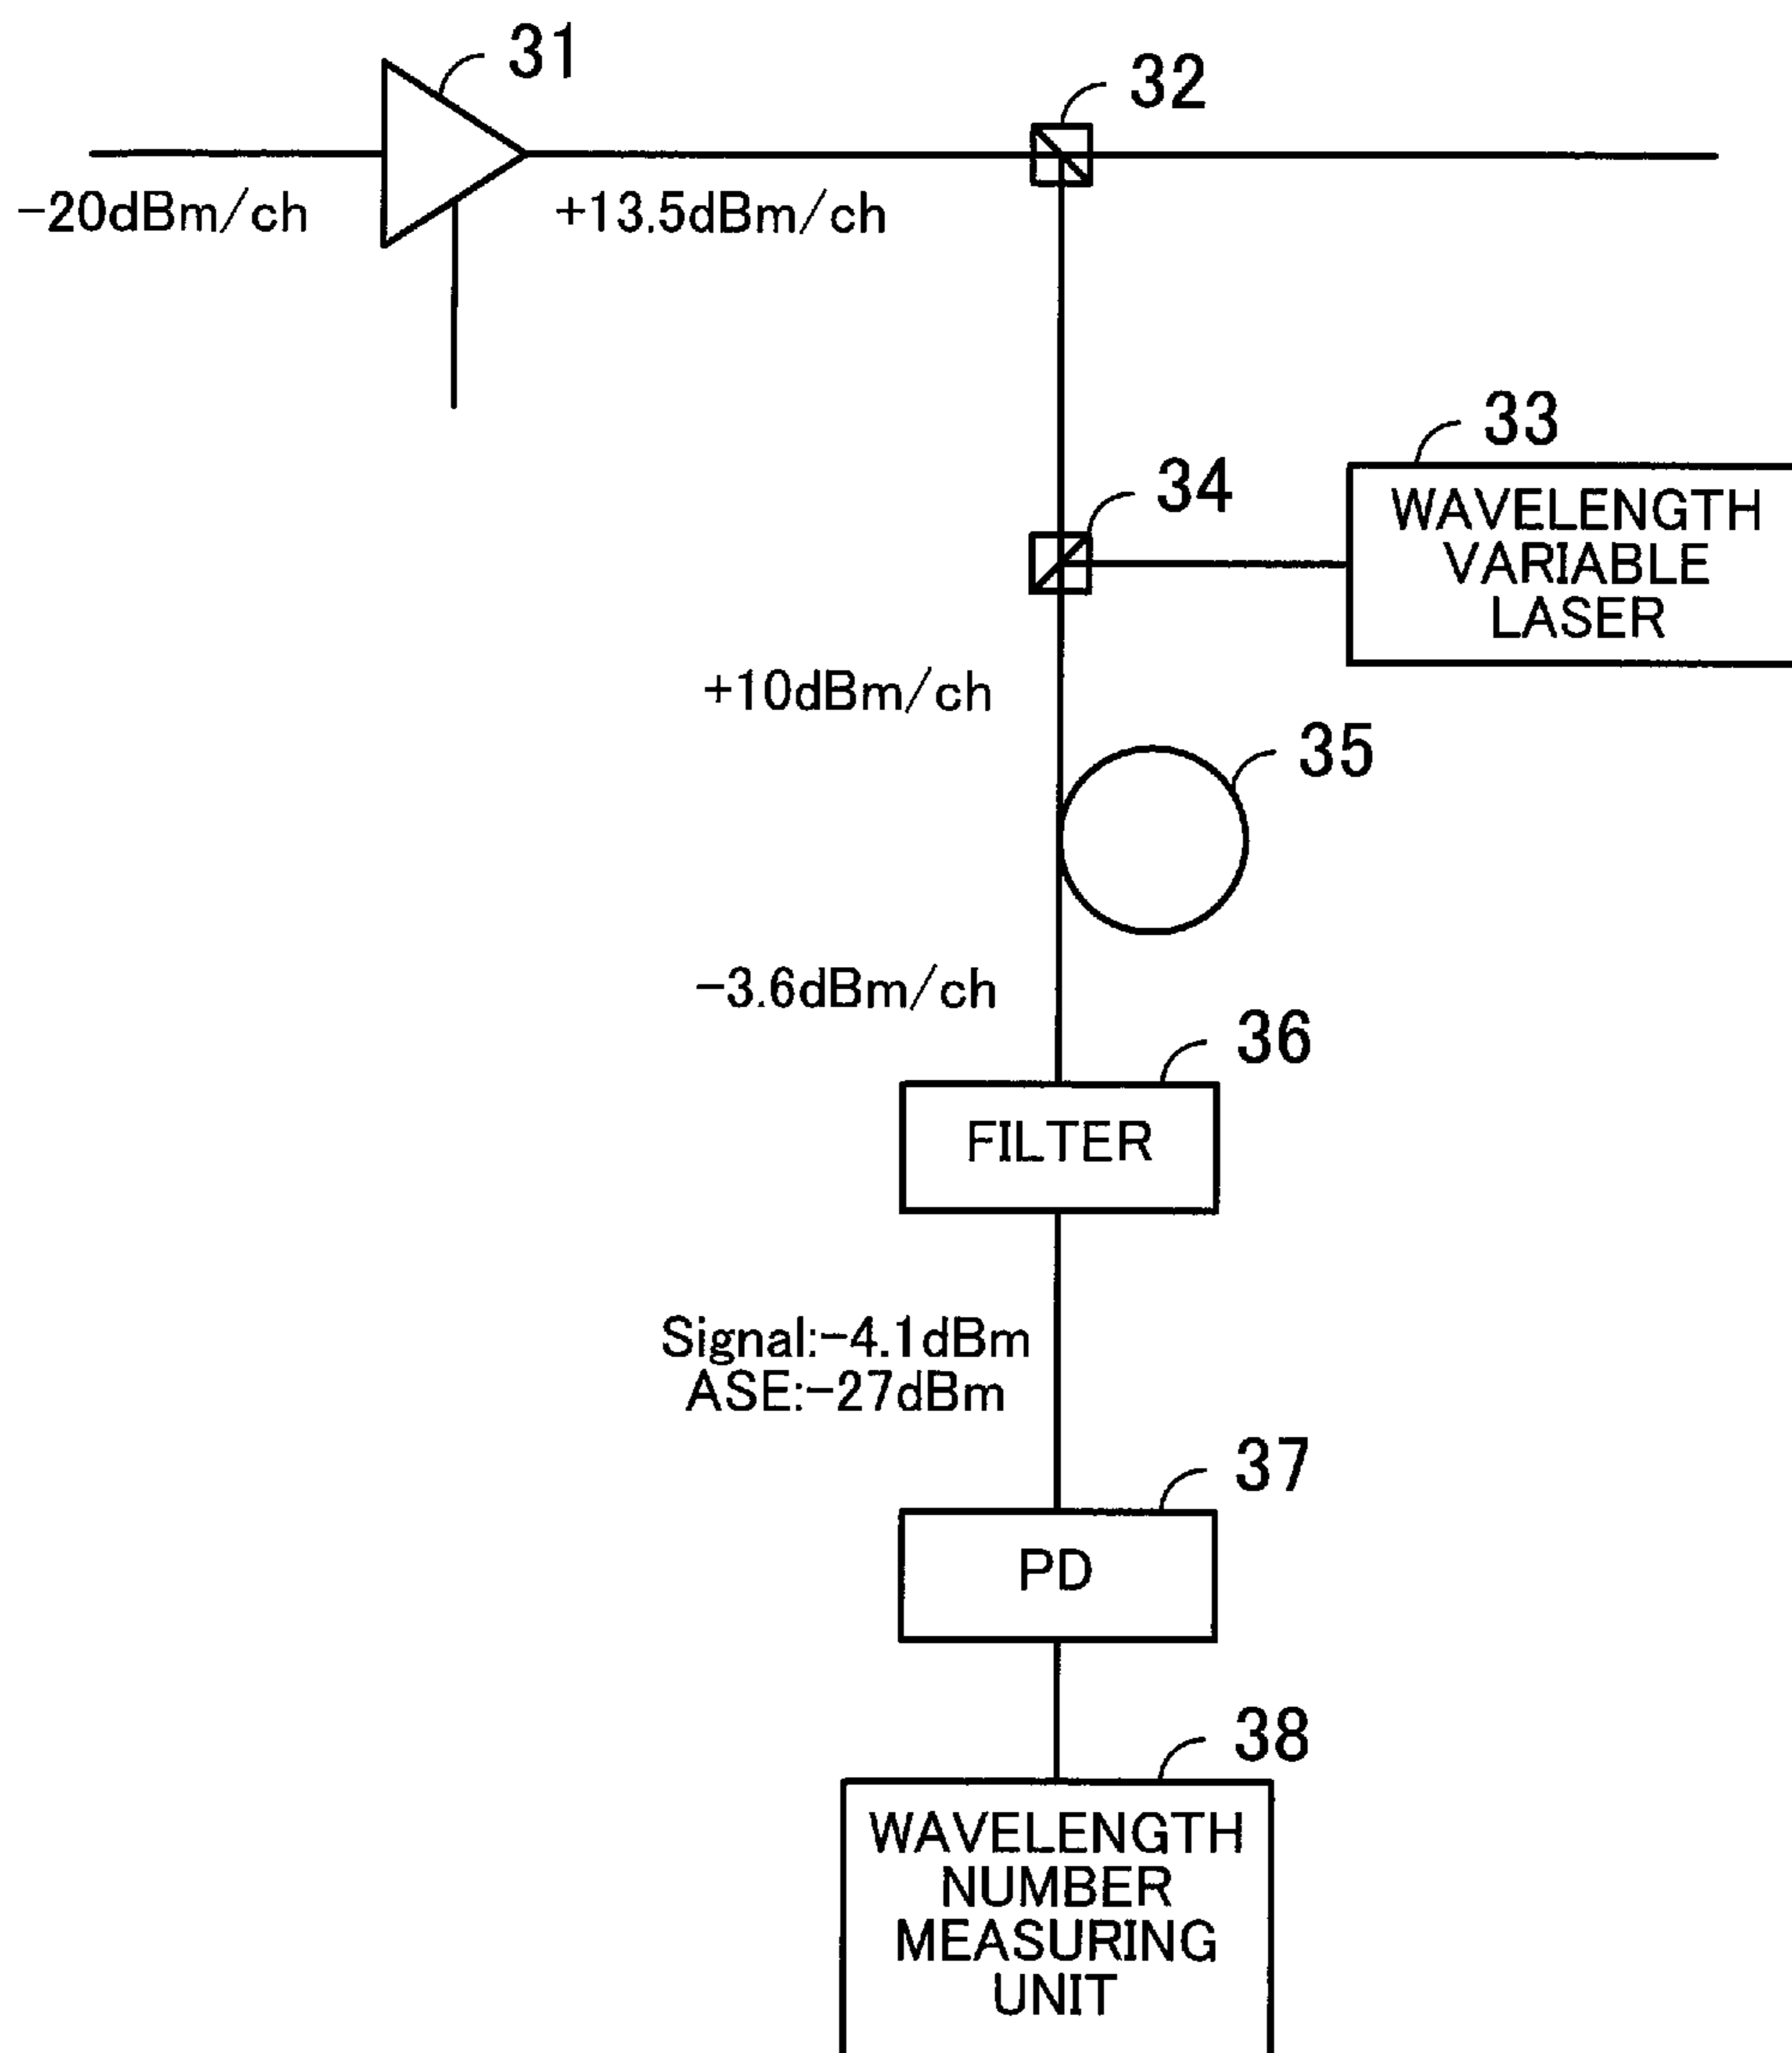 31
32
-20dBm/ch
+13.5dBm/ch
33
WAVELENGTH
VARIABLE
LASER
34
+10dBm/ch
35
-3.6dBm/ch
36
FILTER
Signal:-4.1dBm
ASE:-27dBm
37
PD
38
WAVELENGTH
NUMBER
MEASURING
UNIT